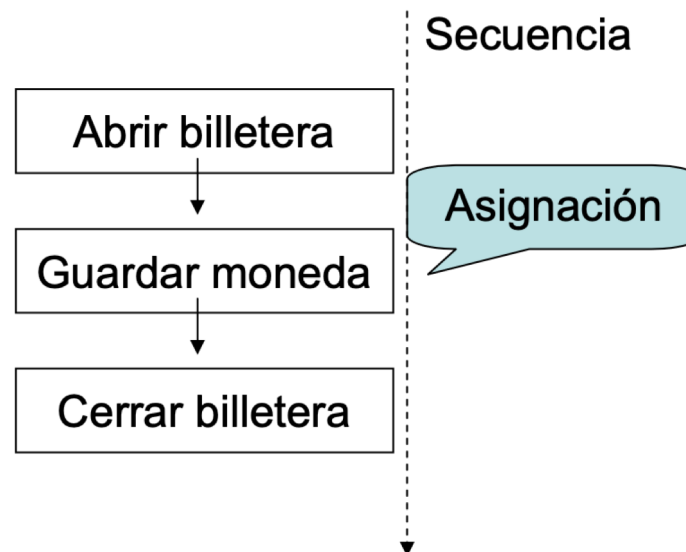 Secuencia
Abrir billetera
Asignación
Guardar moneda
Cerrar billetera